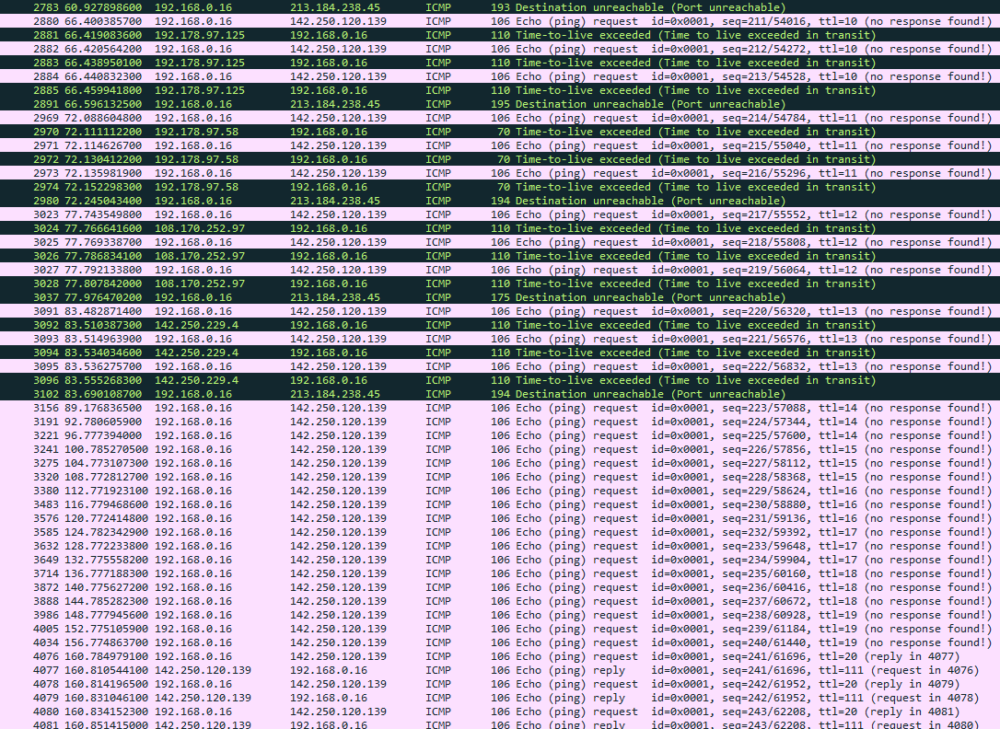 2783 60.927898600 192.168.0.16 213.184.238.45 ICMP 193 Destination unreachable (Port unreachable)
2880 66.400385700 192.168.0.16 142.250.120.139 ICMP 106 Echo (ping) request id=0x0001, seq=211/54016, ttl=10 (no response found!)
2881 66.419083600 192.178.97.125 192.168.0.16 ICMP 110 Time-to-live exceeded (Time to live exceeded in transit)
2882 66.420564200 192.168.0.16 142.250.120.139 ICMP 106 Echo (ping) request id=0x0001, seq=212/54272, ttl=10 (no response found!)
2883 66.438950100 192.178.97.125 192.168.0.16 ICMP 110 Time-to-live exceeded (Time to live exceeded in transit)
2884 66.440832300 192.168.0.16 142.250.120.139 ICMP 106 Echo (ping) request id=0x0001, seq=213/54528, ttl=10 (no response found!)
2885 66.459941800 192.178.97.125 192.168.0.16 ICMP 110 Time-to-live exceeded (Time to live exceeded in transit)
2891 66.596132500 192.168.0.16 213.184.238.45 ICMP 195 Destination unreachable (Port unreachable)
2969 72.088604800 192.168.0.16 142.250.120.139 ICMP 106 Echo (ping) request id=0x0001, seq=214/54784, ttl=11 (no response found!)
2970 72.111112200 192.178.97.58 192.168.0.16 ICMP 70 Time-to-live exceeded (Time to live exceeded in transit)
2971 72.114626700 192.168.0.16 142.250.120.139 ICMP 106 Echo (ping) request id=0x0001, seq=215/55040, ttl=11 (no response found!)
2972 72.130412200 192.178.97.58 192.168.0.16 ICMP 70 Time-to-live exceeded (Time to live exceeded in transit)
2973 72.135981900 192.168.0.16 142.250.120.139 ICMP 106 Echo (ping) request id=0x0001, seq=216/55296, ttl=11 (no response found!)
2974 72.152298300 192.178.97.58 192.168.0.16 ICMP 70 Time-to-live exceeded (Time to live exceeded in transit)
2980 72.245043400 192.168.0.16 213.184.238.45 ICMP 194 Destination unreachable (Port unreachable)
3023 77.743549800 192.168.0.16 142.250.120.139 ICMP 106 Echo (ping) request id=0x0001, seq=217/55552, ttl=12 (no response found!)
3024 77.766641600 108.170.252.97 192.168.0.16 ICMP 110 Time-to-live exceeded (Time to live exceeded in transit)
3025 77.769338700 192.168.0.16 142.250.120.139 ICMP 106 Echo (ping) request id=0x0001, seq=218/55808, ttl=12 (no response found!)
3026 77.786834100 108.170.252.97 192.168.0.16 ICMP 110 Time-to-live exceeded (Time to live exceeded in transit)
3027 77.792133800 192.168.0.16 142.250.120.139 ICMP 106 Echo (ping) request id=0x0001, seq=219/56064, ttl=12 (no response found!)
3028 77.807842000 108.170.252.97 192.168.0.16 ICMP 110 Time-to-live exceeded (Time to live exceeded in transit)
3037 77.976470200 192.168.0.16 213.184.238.45 ICMP 175 Destination unreachable (Port unreachable)
3091 83.482871400 192.168.0.16 142.250.120.139 ICMP 106 Echo (ping) request id=0x0001, seq=220/56320, ttl=13 (no response found!)
3092 83.510387300 142.250.229.4 192.168.0.16 ICMP 110 Time-to-live exceeded (Time to live exceeded in transit)
3093 83.514963900 192.168.0.16 142.250.120.139 ICMP 106 Echo (ping) request id=0x0001, seq=221/56576, ttl=13 (no response found!)
3094 83.534034600 142.250.229.4 192.168.0.16 ICMP 110 Time-to-live exceeded (Time to live exceeded in transit)
3095 83.536275700 192.168.0.16 142.250.120.139 ICMP 106 Echo (ping) request id=0x0001, seq=222/56832, ttl=13 (no response found!)
3096 83.555268300 142.250.229.4 192.168.0.16 ICMP 110 Time-to-live exceeded (Time to live exceeded in transit)
3102 83.690108700 192.168.0.16 213.184.238.45 ICMP 194 Destination unreachable (Port unreachable)
3156 89.176836500 192.168.0.16 142.250.120.139 ICMP 106 Echo (ping) request id=0x0001, seq=223/57088, ttl=14 (no response found!)
3191 92.780605900 192.168.0.16 142.250.120.139 ICMP 106 Echo (ping) request id=0x0001, seq=224/57344, ttl=14 (no response found!)
3221 96.777394000 192.168.0.16 142.250.120.139 ICMP 106 Echo (ping) request id=0x0001, seq=225/57600, ttl=14 (no response found!)
3241 100.785270500 192.168.0.16 142.250.120.139 ICMP 106 Echo (ping) request id=0x0001, seq=226/57856, ttl=15 (no response found!)
3275 104.773107300 192.168.0.16 142.250.120.139 ICMP 106 Echo (ping) request id=0x0001, seq=227/58112, ttl=15 (no response found!)
3320 108.772812700 192.168.0.16 142.250.120.139 ICMP 106 Echo (ping) request id=0x0001, seq=228/58368, ttl=15 (no response found!)
3380 112.771923100 192.168.0.16 142.250.120.139 ICMP 106 Echo (ping) request id=0x0001, seq=229/58624, ttl=16 (no response found!)
3483 116.779468600 192.168.0.16 142.250.120.139 ICMP 106 Echo (ping) request id=0x0001, seq=230/58880, ttl=16 (no response found!)
3576 120.772414800 192.168.0.16 142.250.120.139 ICMP 106 Echo (ping) request id=0x0001, seq=231/59136, ttl=16 (no response found!)
3585 124.782342900 192.168.0.16 142.250.120.139 ICMP 106 Echo (ping) request id=0x0001, seq=232/59392, ttl=17 (no response found!)
3632 128.772233800 192.168.0.16 142.250.120.139 ICMP 106 Echo (ping) request id=0x0001, seq=233/59648, ttl=17 (no response found!)
3649 132.775558200 192.168.0.16 142.250.120.139 ICMP 106 Echo (ping) request id=0x0001, seq=234/59904, ttl=17 (no response found!)
3714 136.777188300 192.168.0.16 142.250.120.139 ICMP 106 Echo (ping) request id=0x0001, seq=235/60160, ttl=18 (no response found!)
3872 140.775627200 192.168.0.16 142.250.120.139 ICMP 106 Echo (ping) request id=0x0001, seq=236/60416, ttl=18 (no response found!)
3888 144.785282300 192.168.0.16 142.250.120.139 ICMP 106 Echo (ping) request id=0x0001, seq=237/60672, ttl=18 (no response found!)
3986 148.777945600 192.168.0.16 142.250.120.139 ICMP 106 Echo (ping) request id=0x0001, seq=238/60928, ttl=19 (no response found!)
4005 152.775105900 192.168.0.16 142.250.120.139 ICMP 106 Echo (ping) request id=0x0001, seq=239/61184, ttl=19 (no response found!)
4034 156.774863700 192.168.0.16 142.250.120.139 ICMP 106 Echo (ping) request id=0x0001, seq=240/61440, ttl=19 (no response found!)
4076 160.784979100 192.168.0.16 142.250.120.139 ICMP 106 Echo (ping) request id=0x0001, seq=241/61696, ttl=20 (reply in 4077)
4077 160.810544100 142.250.120.139 192.168.0.16 ICMP 106 Echo (ping) reply id=0x0001, seq=241/61696, ttl=111 (request in 4076)
4078 160.814196500 192.168.0.16 142.250.120.139 ICMP 106 Echo (ping) request id=0x0001, seq=242/61952, ttl=20 (reply in 4079)
4079 160.831046100 142.250.120.139 192.168.0.16 ICMP 106 Echo (ping) reply id=0x0001, seq=242/61952, ttl=111 (request in 4078)
4080 160.834152300 192.168.0.16 142.250.120.139 ICMP 106 Echo (ping) request id=0x0001, seq=243/62208, ttl=20 (reply in 4081)
4081 160.851415000 142.250.120.139 192.168.0.16 ICMP 106 Echo (ping) reply id=0x0001, seq=243/62208, ttl=111 (request in 4080)